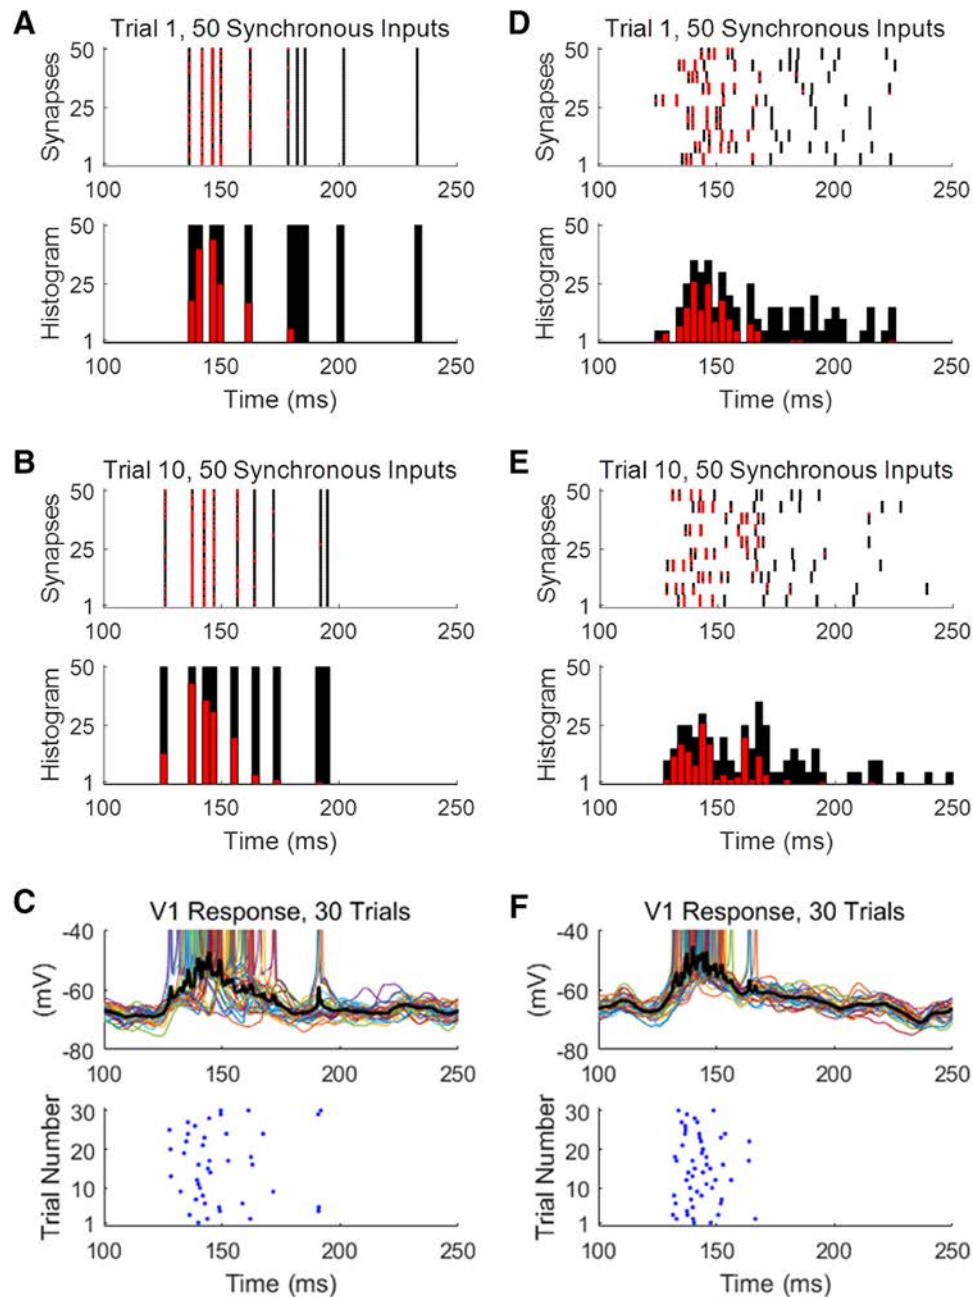 A
Trial 1, 50 Synchronous Inputs
Synapses
50
25
1
100 150 200 250
Histogram
50
25
1
100 150 200 250
Time (ms)
B
Trial 10, 50 Synchronous Inputs
Synapses
50
25
1
100 150 200 250
Histogram
50
25
1
100 150 200 250
Time (ms)
C
V1 Response, 30 Trials
(mV)
-40
-60
-80
100 150 200 250
Trial Number
30
20
10
1
100 150 200 250
Time (ms)
D
Trial 1, 50 Synchronous Inputs
Synapses
50
25
1
100 150 200 250
Histogram
50
25
1
100 150 200 250
Time (ms)
E
Trial 10, 50 Synchronous Inputs
Synapses
50
25
1
100 150 200 250
Histogram
50
25
1
100 150 200 250
Time (ms)
F
V1 Response, 30 Trials
(mV)
-40
-60
-80
100 150 200 250
Trial Number
30
20
10
1
100 150 200 250
Time (ms)